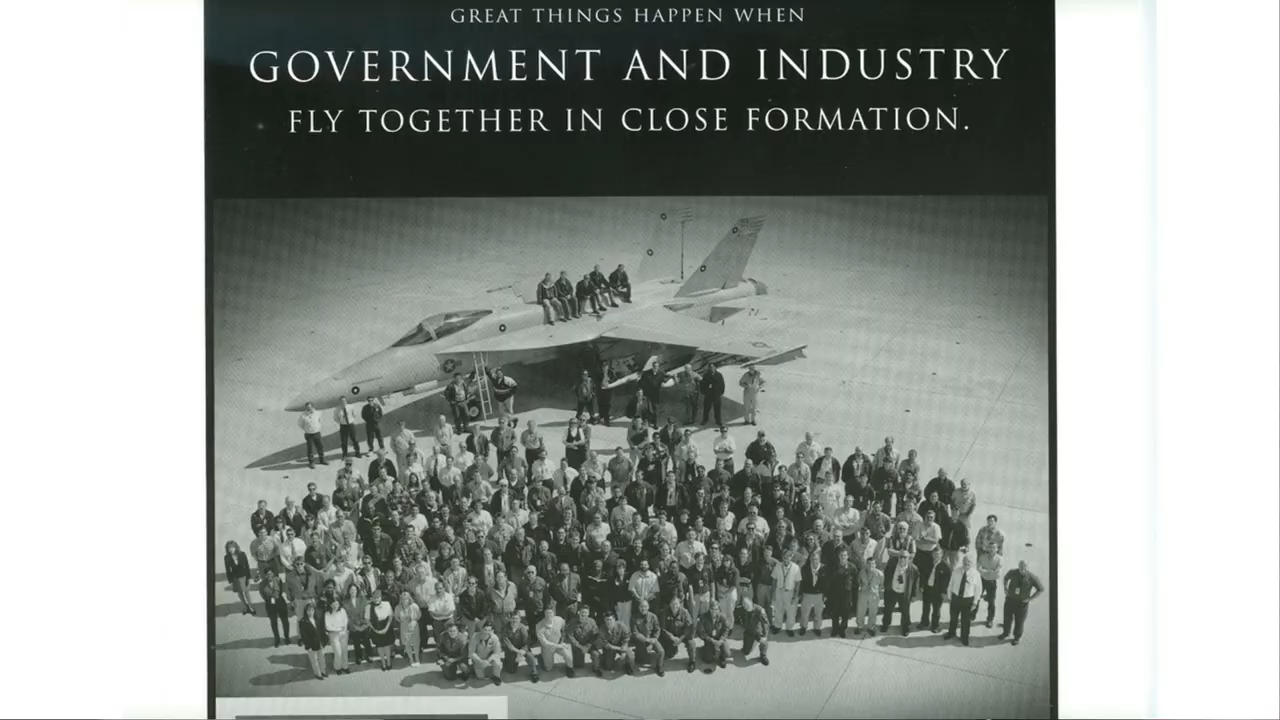 GREAT THINGS HAPPEN WHEN
GOVERNMENT AND INDUSTRY
FLY TOGETHER IN CLOSE FORMATION.